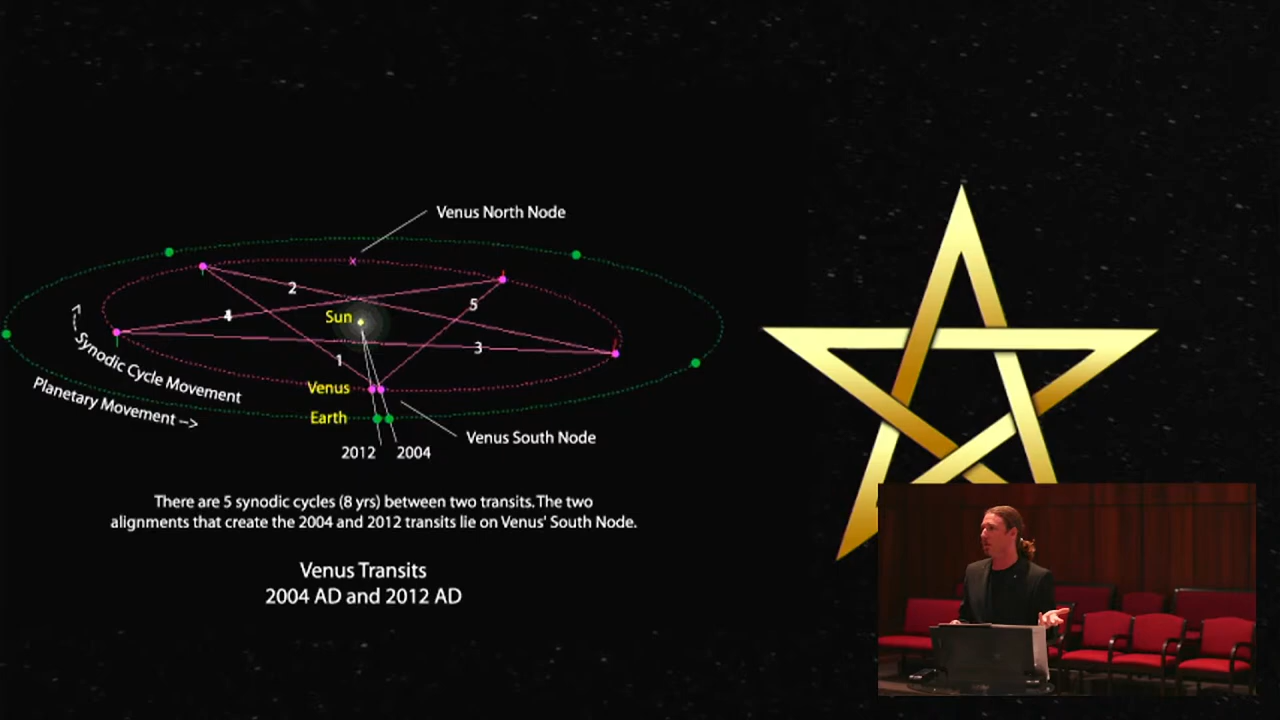 Venus North Node
2
4
5
Sun
3
1
<-- Synodic Cycle Movement
Planetary Movement -->
Venus
Earth
Venus South Node
2012
2004
There are 5 synodic cycles (8 yrs) between two transits. The two
alignments that create the 2004 and 2012 transits lie on Venus' South Node.
Venus Transits
2004 AD and 2012 AD